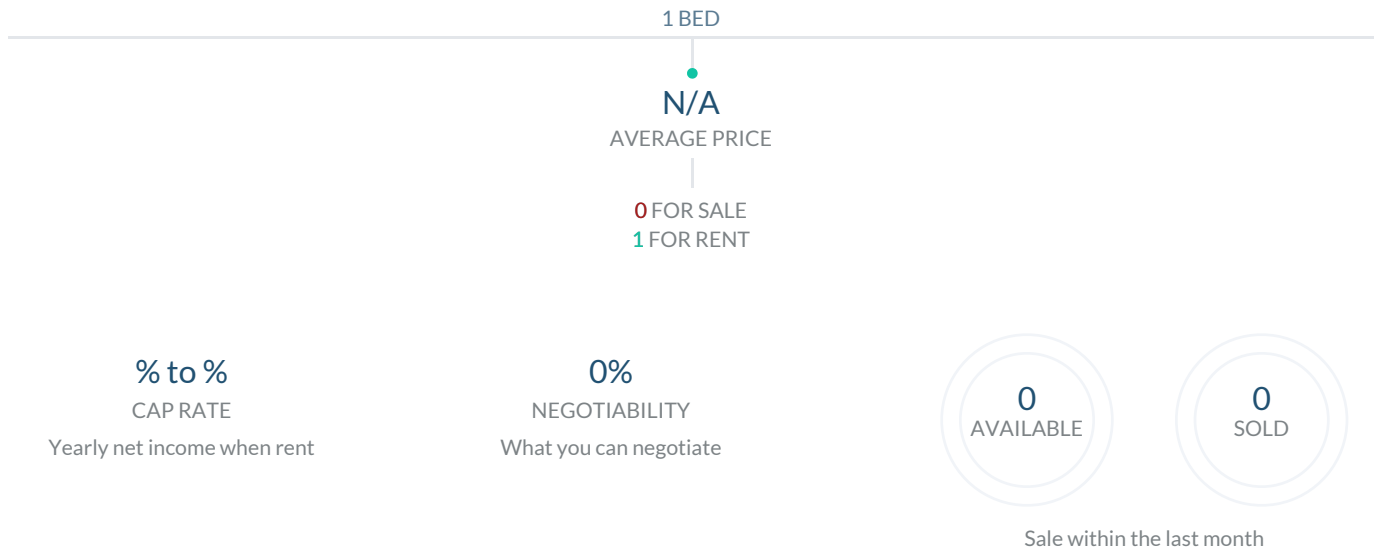 1 BED
N/A
AVERAGE PRICE
0 FOR SALE
1 FOR RENT
% to %
CAP RATE
Yearly net income when rent
0%
NEGOTIABILITY
What you can negotiate
0
AVAILABLE
0
SOLD
Sale within the last month